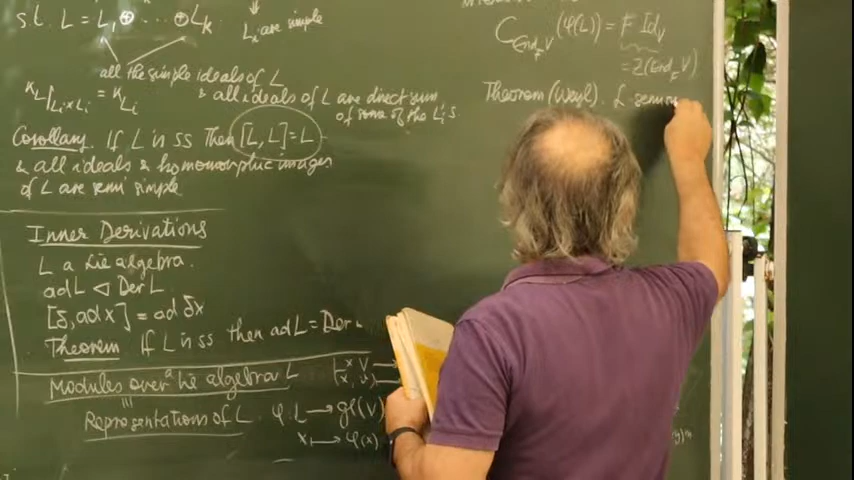 s.t. L = L₁ ⊕ ... ⊕ Lₖ
Lᵢ are simple
all the simple ideals of L
κ_L|_{Lᵢ×Lᵢ} = κ_{Lᵢ}
& all ideals of L are direct sum
of some of the Lᵢ's.
Corollary. If L is ss then [L, L] = L
& all ideals & homomorphic images
of L are semi simple.
Inner Derivations
L a Lie algebra.
ad L ◁ Der L
[δ, ad x] = ad δx
Theorem If L is ss then ad L = Der
Modules over a Lie algebra L
|||
Representations of L. φ: L → gl(V)
x ↦ φ(x)
C_{End_F V}(φ(L)) = F Id_V
= Z(End_F V)
Theorem (Weyl). L semi